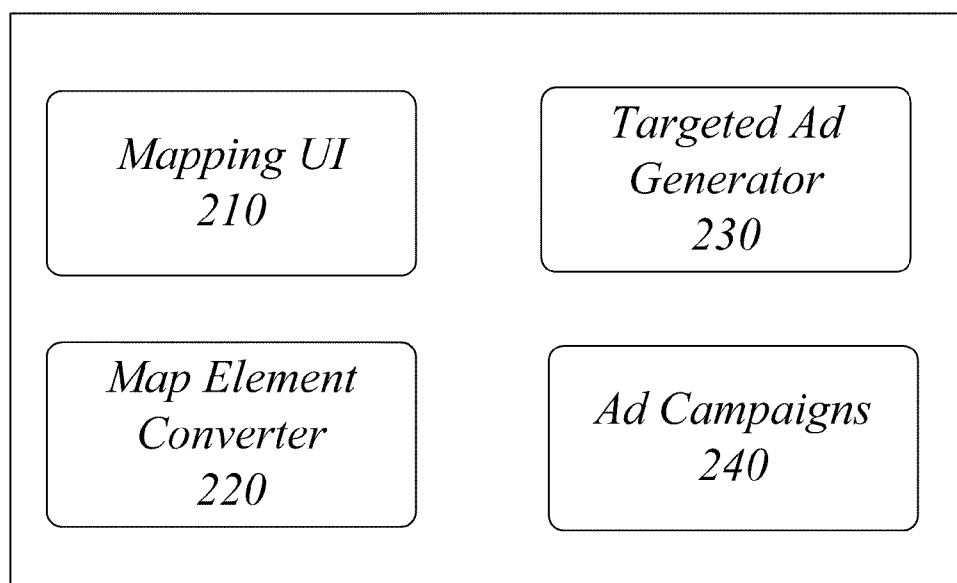 Mapping UI
210
Targeted Ad
Generator
230
Map Element
Converter
220
Ad Campaigns
240